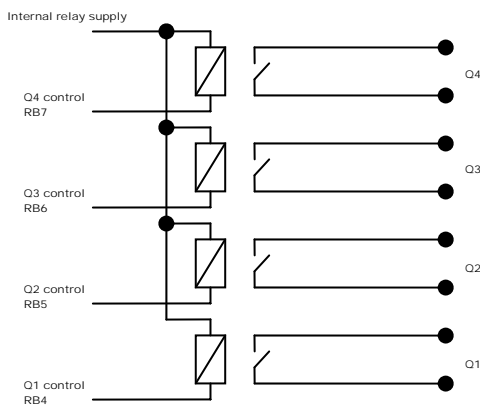 Internal relay supply
Q4
Q4 control
RB7
Q3
Q3 control
RB6
Q2
Q2 control
RB5
Q1
Q1 control
RB4